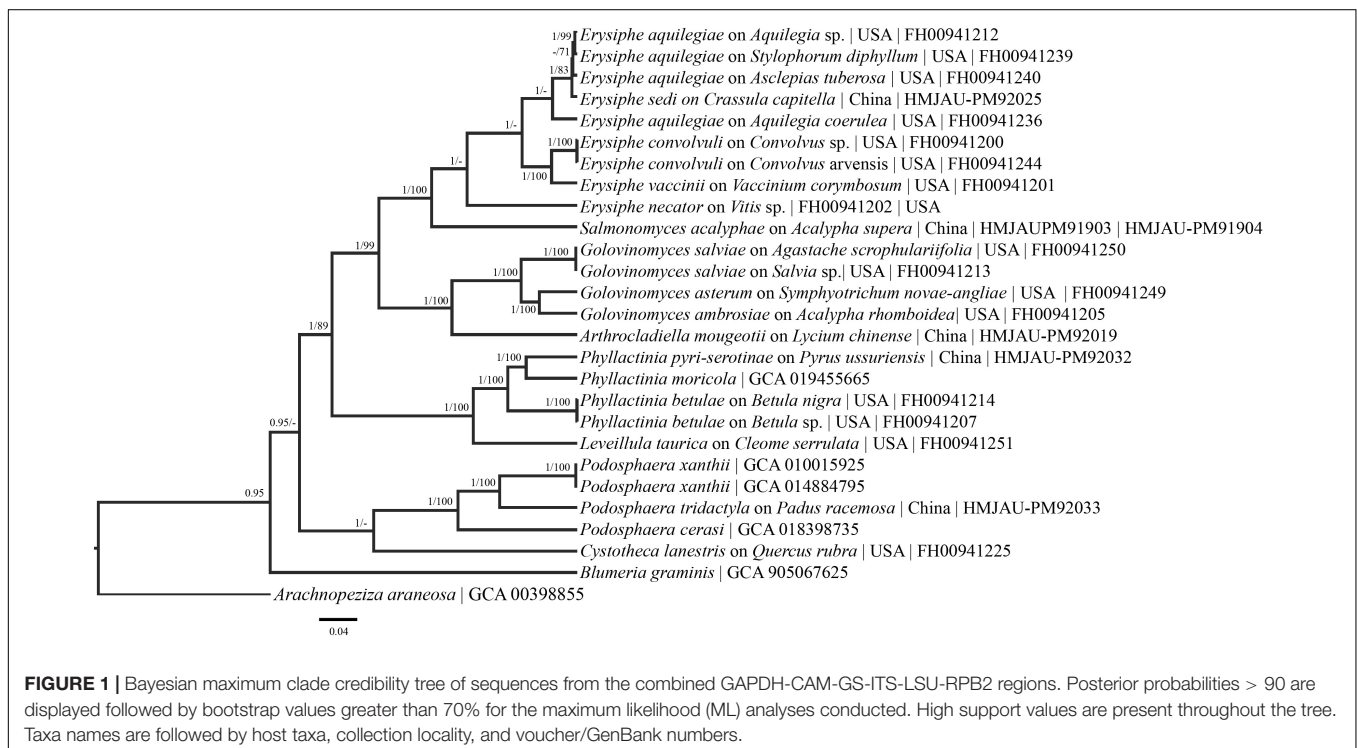 1/99
Erysiphe aquilegiae on Aquilegia sp. | USA | FH00941212
-/71
Erysiphe aquilegiae on Stylophorum diphyllum | USA | FH00941239
1/83
Erysiphe aquilegiae on Asclepias tuberosa | USA | FH00941240
1/-
Erysiphe sedi on Crassula capitella | China | HMJAU-PM92025
Erysiphe aquilegiae on Aquilegia coerulea | USA | FH00941236
1/-
1/100
Erysiphe convolvuli on Convolvus sp. | USA | FH00941200
Erysiphe convolvuli on Convolvus arvensis | USA | FH00941244
1/-
1/100
Erysiphe vaccinii on Vaccinium corymbosum | USA | FH00941201
1/100
Erysiphe necator on Vitis sp. | FH00941202 | USA
Salmonomyces acalyphae on Acalypha supera | China | HMJAUPM91903 | HMJAU-PM91904
1/99
1/100
Golovinomyces salviae on Agastache scrophulariifolia | USA | FH00941250
1/100
Golovinomyces salviae on Salvia sp.| USA | FH00941213
Golovinomyces asterum on Symphyotrichum novae-angliae | USA | FH00941249
1/100
1/100
Golovinomyces ambrosiae on Acalypha rhomboidea| USA | FH00941205
1/89
Arthrocladiella mougeotii on Lycium chinense | China | HMJAU-PM92019
1/100
Phyllactinia pyri-serotinae on Pyrus ussuriensis | China | HMJAU-PM92032
1/100
Phyllactinia moricola | GCA 019455665
1/100
1/100
Phyllactinia betulae on Betula nigra | USA | FH00941214
Phyllactinia betulae on Betula sp. | USA | FH00941207
0.95/-
Leveillula taurica on Cleome serrulata | USA | FH00941251
1/100
Podosphaera xanthii | GCA 010015925
1/100
Podosphaera xanthii | GCA 014884795
0.95
1/100
Podosphaera tridactyla on Padus racemosa | China | HMJAU-PM92033
1/-
Podosphaera cerasi | GCA 018398735
Cystotheca lanestris on Quercus rubra | USA | FH00941225
Blumeria graminis | GCA 905067625
Arachnopeziza araneosa | GCA 00398855
0.04
FIGURE 1 | Bayesian maximum clade credibility tree of sequences from the combined GAPDH-CAM-GS-ITS-LSU-RPB2 regions. Posterior probabilities > 90 are
displayed followed by bootstrap values greater than 70% for the maximum likelihood (ML) analyses conducted. High support values are present throughout the tree.
Taxa names are followed by host taxa, collection locality, and voucher/GenBank numbers.